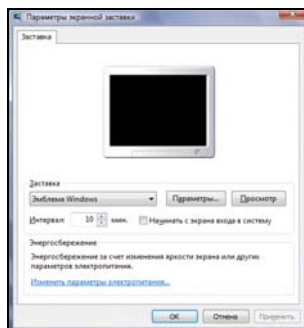 Параметры экранной заставки
Заставка
Заставка
Эмблема Windows
Параметры...
Просмотр
Интервал: 10 мин. Начинать с экрана входа в систему
Энергосбережение
Энергосбережение за счет изменения яркости экрана или других
параметров электропитания.
Изменить параметры электропитания...
ОК Отмена Применить